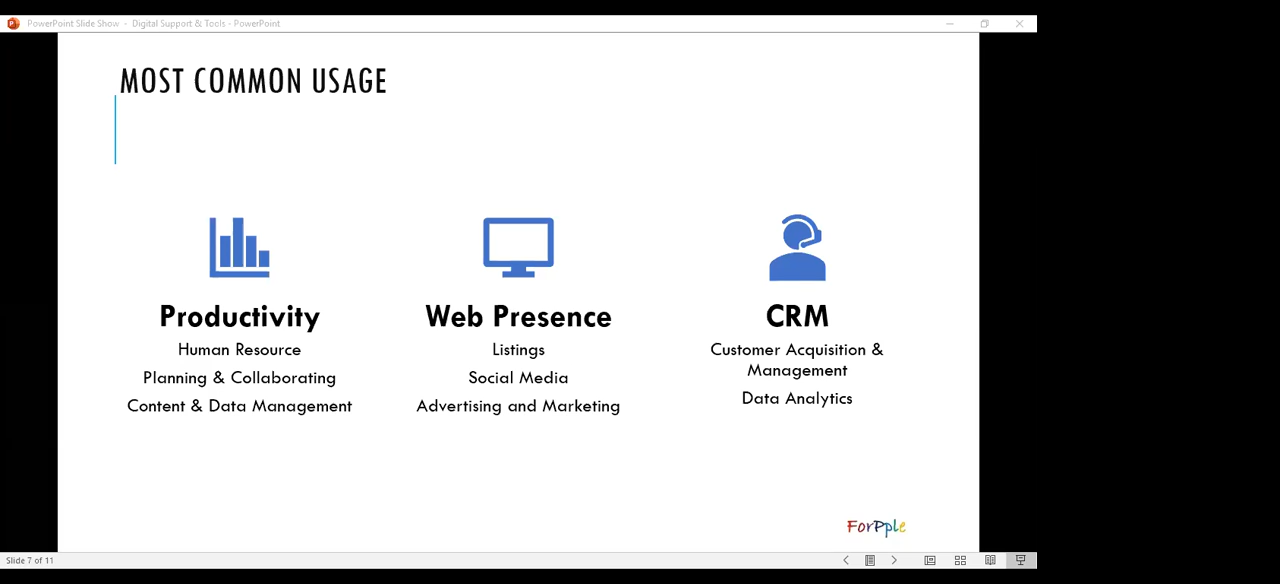 PowerPoint Slide Show - Digital Support & Tools - PowerPoint
MOST COMMON USAGE
Productivity
Human Resource
Planning & Collaborating
Content & Data Management
Web Presence
Listings
Social Media
Advertising and Marketing
CRM
Customer Acquisition &
Management
Data Analytics
ForPple
Slide 7 of 11